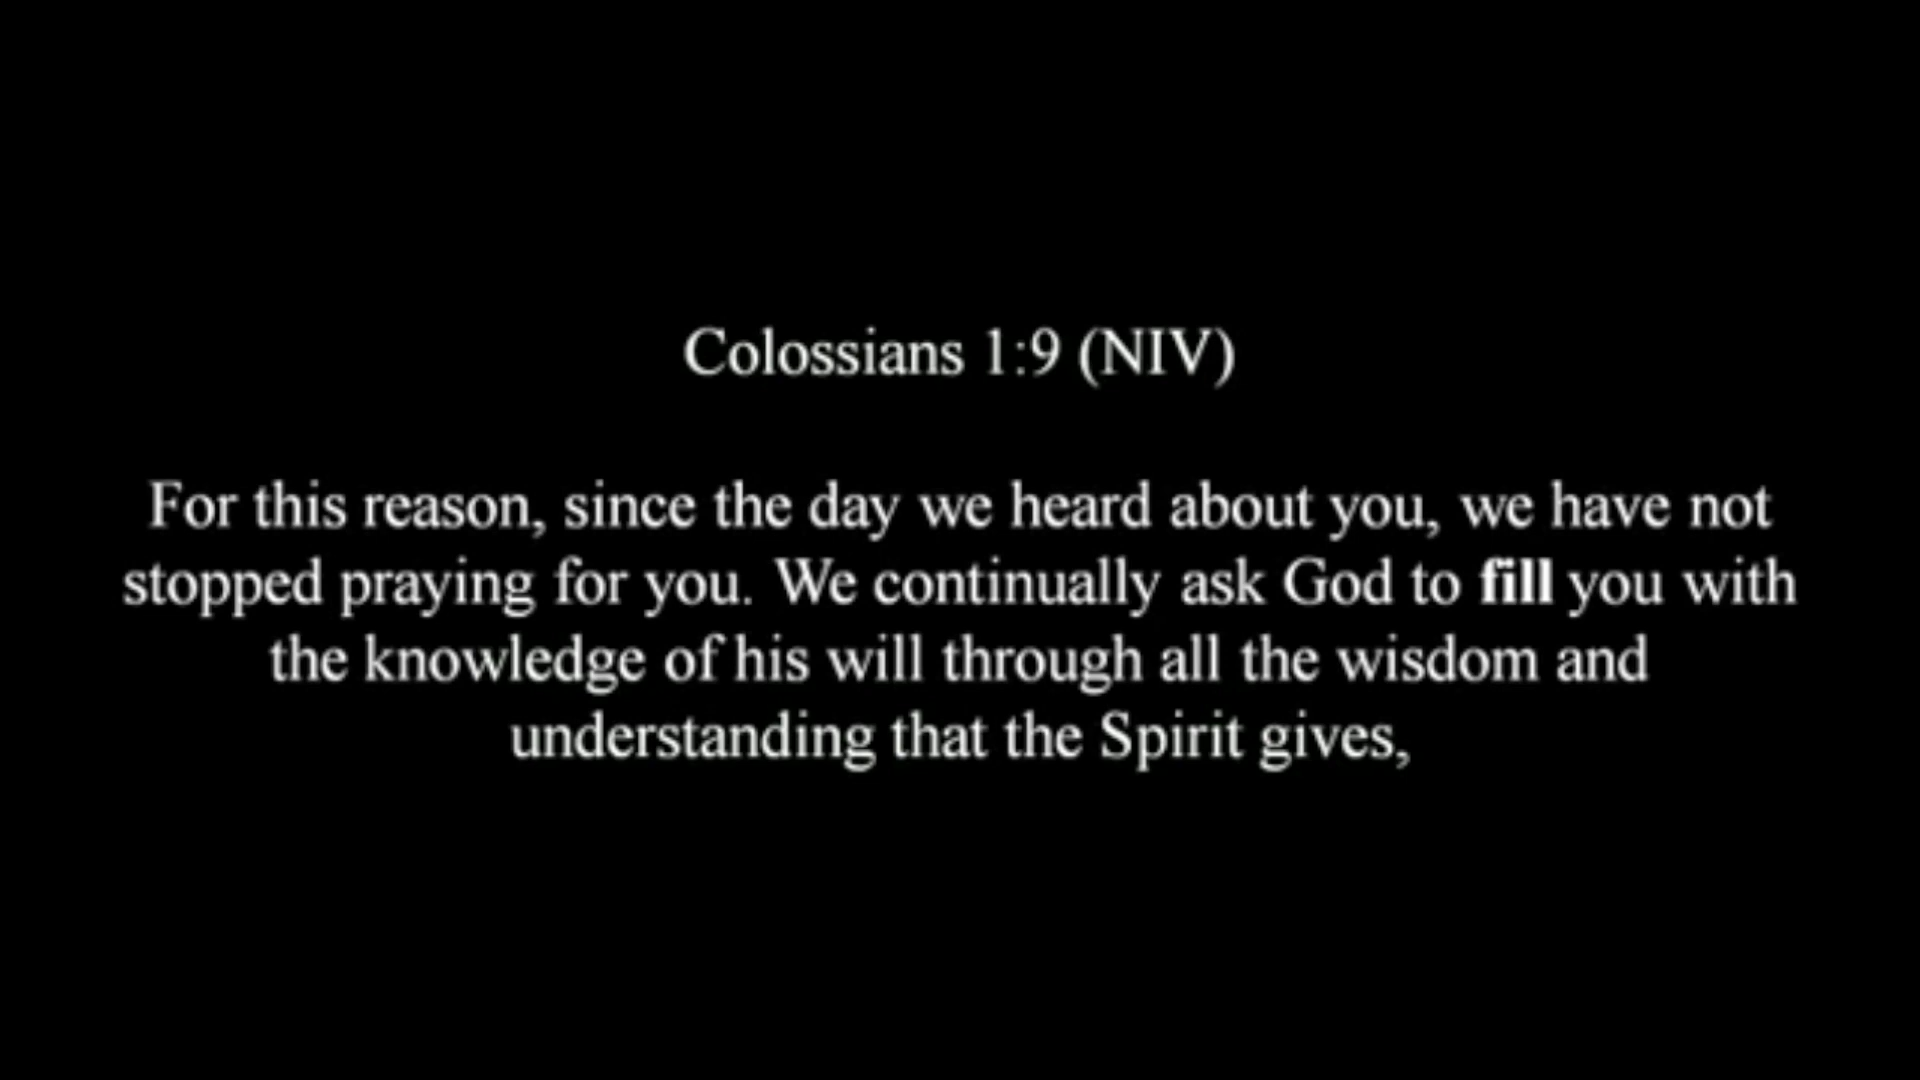 Colossians 1:9 (NIV)
For this reason, since the day we heard about you, we have not
stopped praying for you. We continually ask God to fill you with
the knowledge of his will through all the wisdom and
understanding that the Spirit gives,